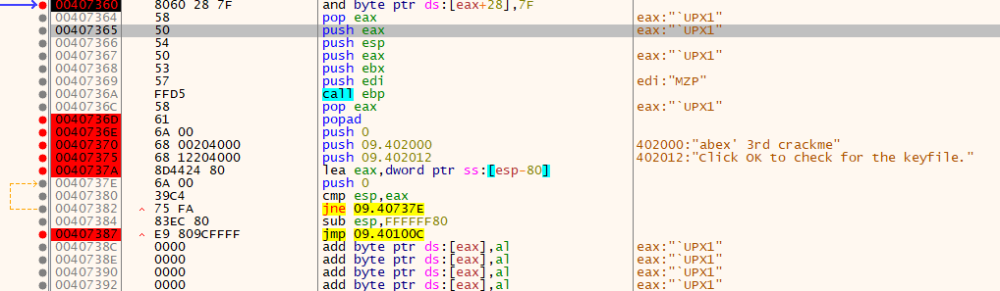 00407360 8060 28 7F and byte ptr ds:[eax+28],7F
00407364 58 pop eax eax:"`UPX1"
00407365 50 push eax eax:"`UPX1"
00407366 54 push esp
00407367 50 push eax eax:"`UPX1"
00407368 53 push ebx
00407369 57 push edi edi:"MZP"
0040736A FFD5 call ebp
0040736C 58 pop eax eax:"`UPX1"
0040736D 61 popad
0040736E 6A 00 push 0
00407370 68 00204000 push 09.402000 402000:"abex' 3rd crackme"
00407375 68 12204000 push 09.402012 402012:"Click OK to check for the keyfile."
0040737A 8D4424 80 lea eax,dword ptr ss:[esp-80]
0040737E 6A 00 push 0
00407380 39C4 cmp esp,eax
00407382 75 FA jne 09.40737E
00407384 83EC 80 sub esp,FFFFFF80
00407387 E9 809CFFFF jmp 09.40100C
0040738C 0000 add byte ptr ds:[eax],al eax:"`UPX1"
0040738E 0000 add byte ptr ds:[eax],al eax:"`UPX1"
00407390 0000 add byte ptr ds:[eax],al eax:"`UPX1"
00407392 0000 add byte ptr ds:[eax],al eax:"`UPX1"